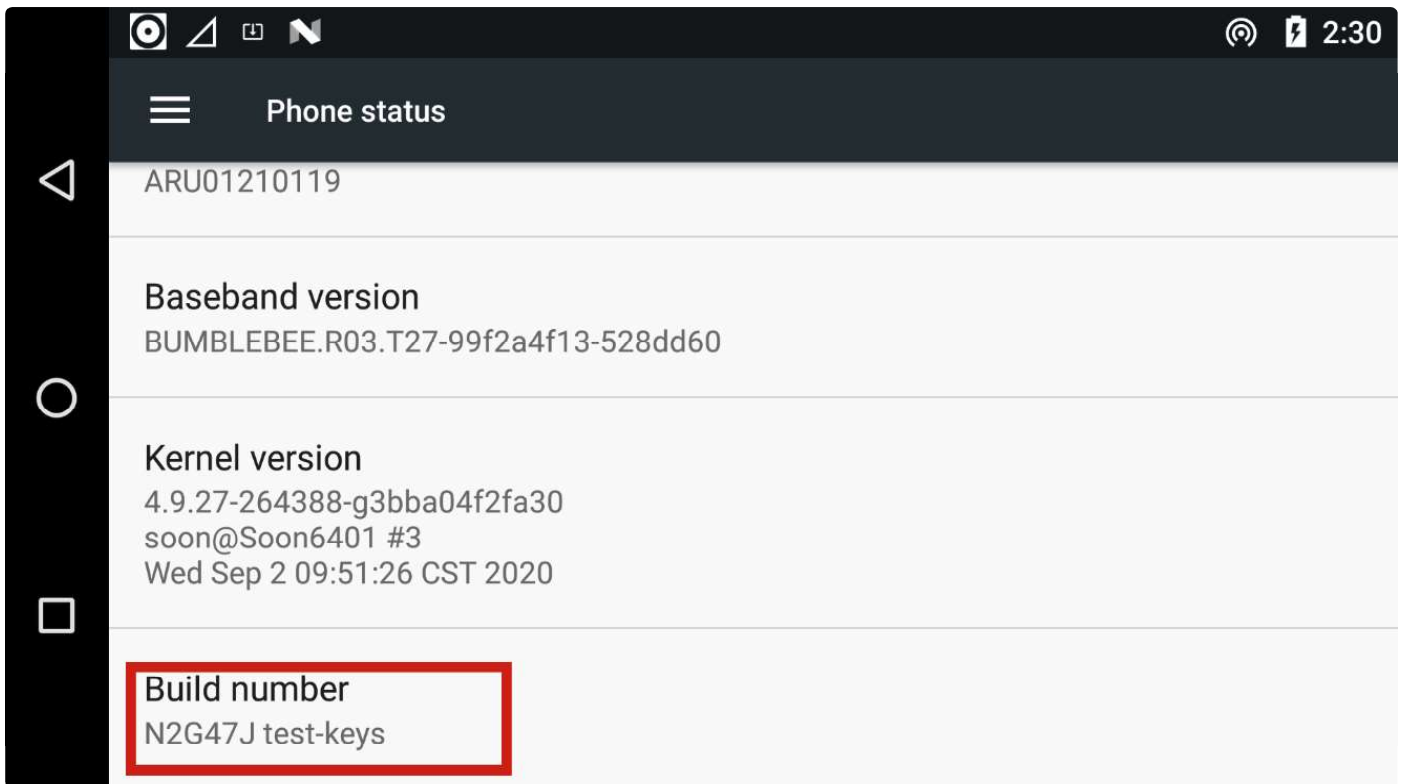 2:30
Phone status
ARU01210119
Baseband version
BUMBLEBEE.R03.T27-99f2a4f13-528dd60
Kernel version
4.9.27-264388-g3bba04f2fa30
soon@Soon6401 #3
Wed Sep 2 09:51:26 CST 2020
Build number
N2G47J test-keys